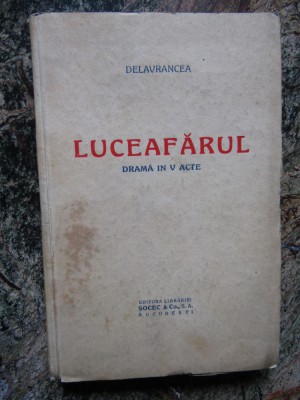 DELAVRANCEA
LUCEAFĂRUL
DRAMĂ IN V ACTE
EDITURA LIBRĂRIEI
SOCEC & Co., S. A.
BUCUREȘTI